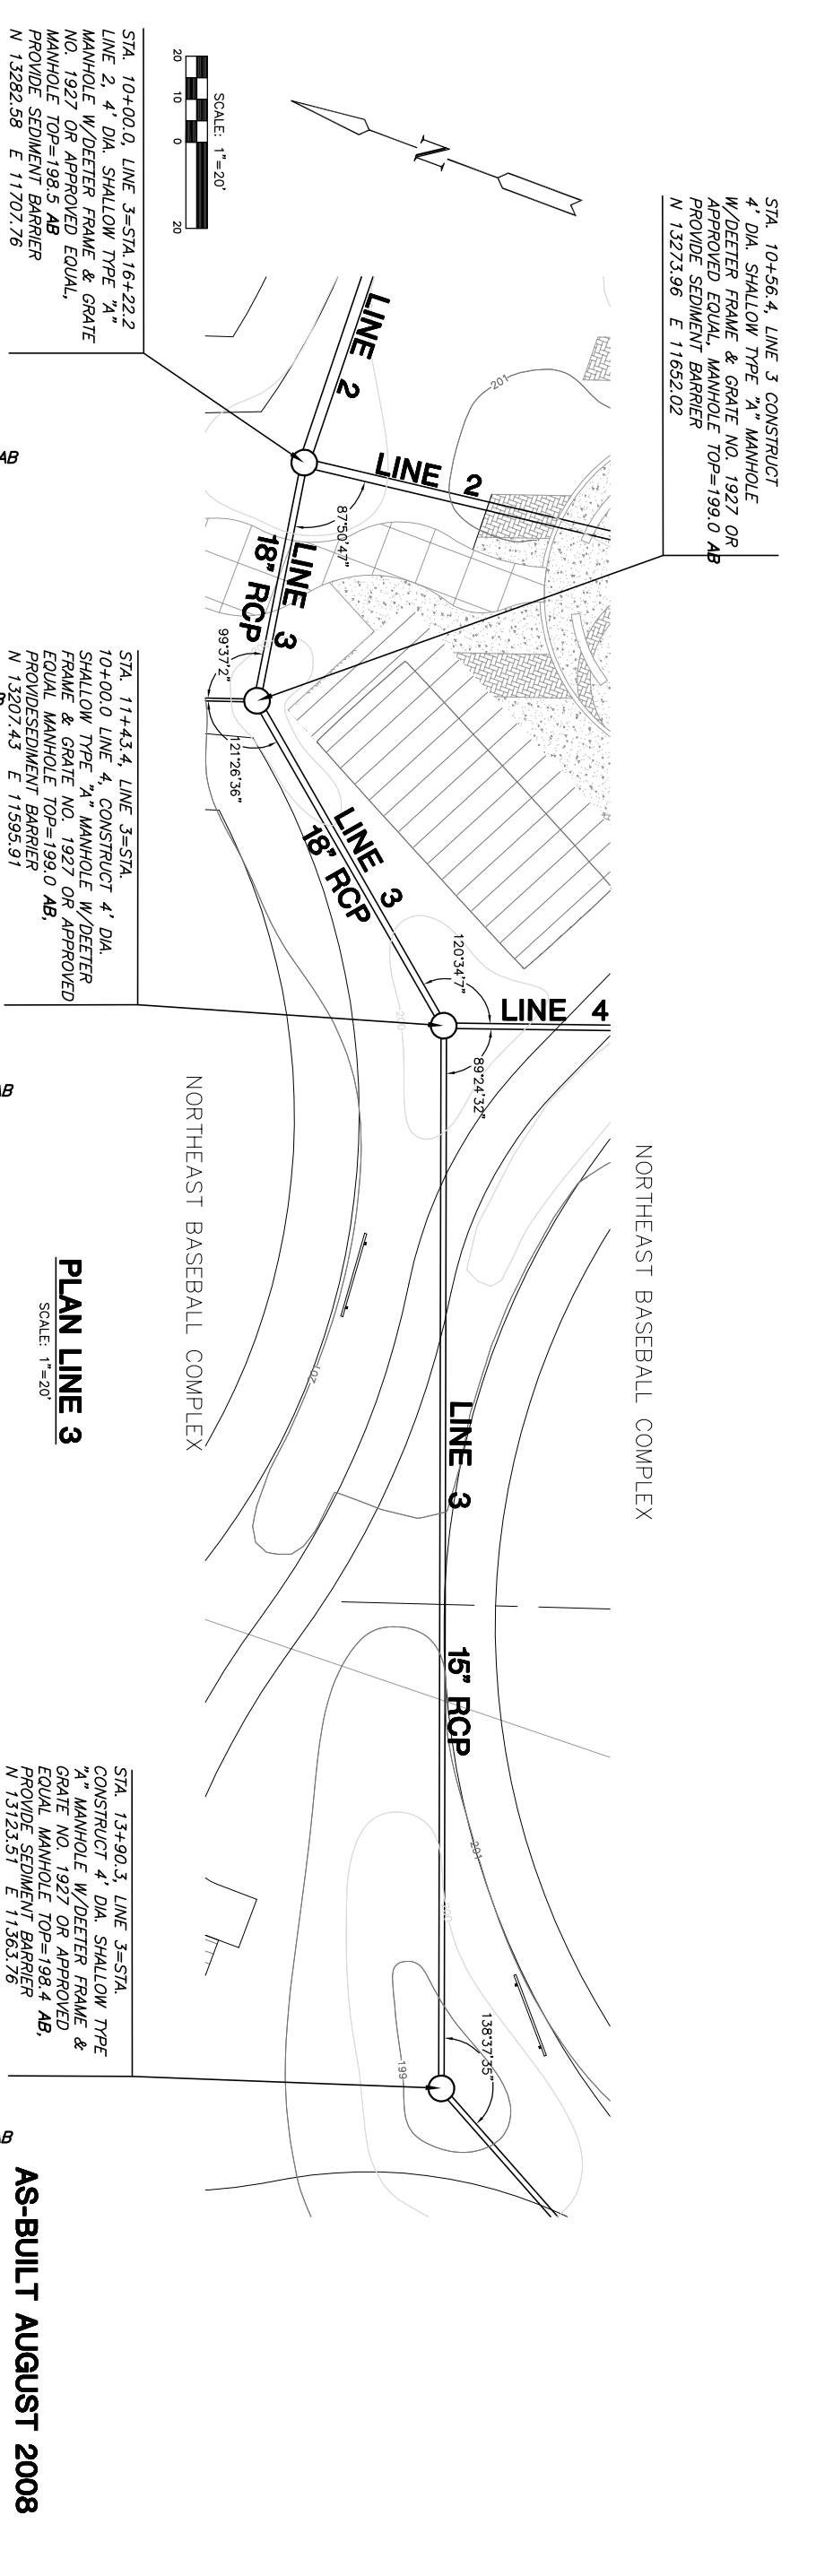 STA. 10+56.4, LINE 3 CONSTRUCT
4' DIA. SHALLOW TYPE "A" MANHOLE
W/DEETER FRAME & GRATE NO. 1927 OR
APPROVED EQUAL, MANHOLE TOP=199.0 AB
PROVIDE SEDIMENT BARRIER
N 13273.96 E 11652.02
SCALE: 1"=20'
20 10 0 20
N
STA. 10+00.0, LINE 3=STA.16+22.2
LINE 2, 4' DIA. SHALLOW TYPE "A"
MANHOLE W/DEETER FRAME & GRATE
NO. 1927 OR APPROVED EQUAL,
MANHOLE TOP=198.5 AB
PROVIDE SEDIMENT BARRIER
N 13282.58 E 11707.76
LINE 2
201
LINE 2
87°50'47"
LINE 3
18" RCP
99°37'2"
121°26'36"
LINE 3
18" RCP
120°34'7"
LINE 4
200
89°24'32"
AB
STA. 11+43.4, LINE 3=STA.
10+00.0 LINE 4, CONSTRUCT 4' DIA.
SHALLOW TYPE "A" MANHOLE W/DEETER
FRAME & GRATE NO. 1927 OR APPROVED
EQUAL MANHOLE TOP=199.0 AB,
PROVIDESEDIMENT BARRIER
N 13207.43 E 11595.91
NORTHEAST BASEBALL COMPLEX
NORTHEAST BASEBALL COMPLEX
LINE 3
15" RCP
201
200
199
138°37'35"
AB
PLAN LINE 3
SCALE: 1"=20'
STA. 13+90.3, LINE 3=STA.
CONSTRUCT 4' DIA. SHALLOW TYPE
"A" MANHOLE W/DEETER FRAME &
GRATE NO. 1927 OR APPROVED
EQUAL MANHOLE TOP=198.4 AB,
PROVIDE SEDIMENT BARRIER
N 13123.51 E 11363.76
AS-BUILT AUGUST 2008